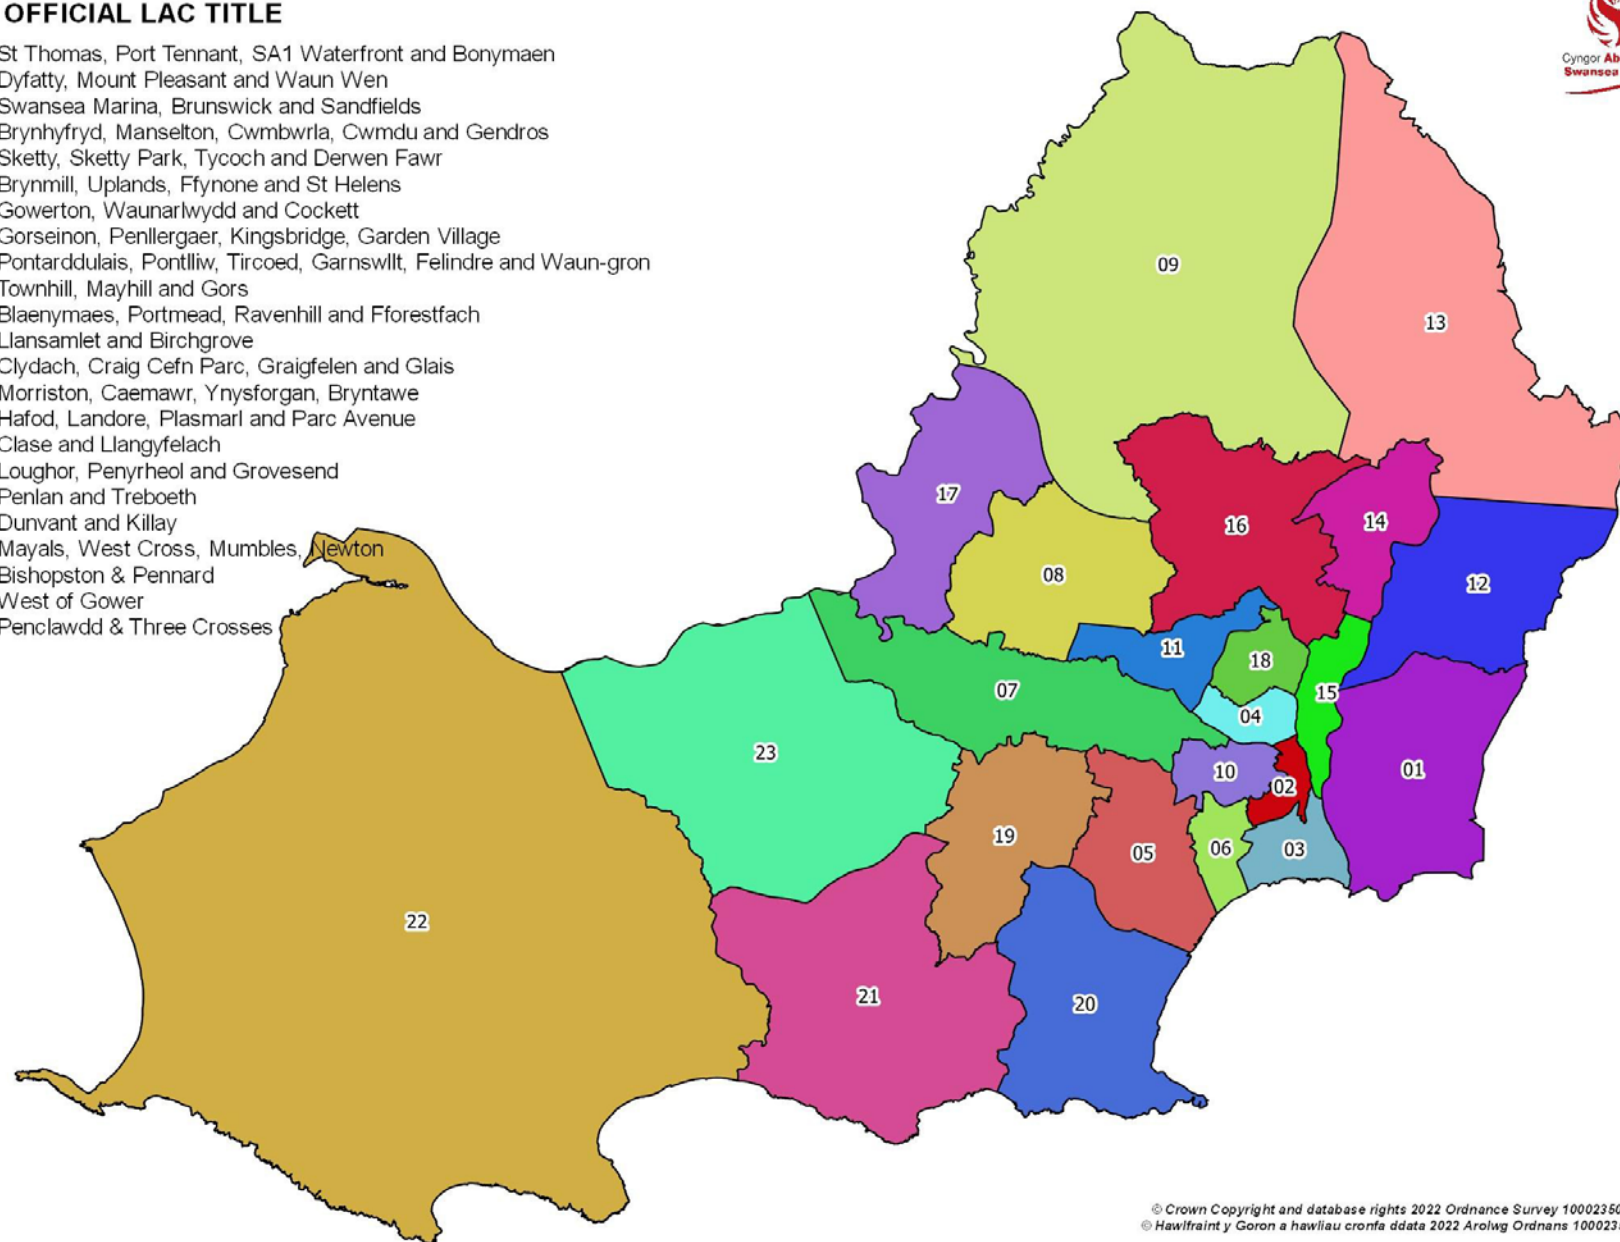 OFFICIAL LAC TITLE
St Thomas, Port Tennant, SA1 Waterfront and Bonymaen
Dyfatty, Mount Pleasant and Waun Wen
Swansea Marina, Brunswick and Sandfields
Brynhyfryd, Manselton, Cwmbwrla, Cwmdu and Gendros
Sketty, Sketty Park, Tycoch and Derwen Fawr
Brynmill, Uplands, Ffynone and St Helens
Gowerton, Waunarlwydd and Cockett
Gorseinon, Penllergaer, Kingsbridge, Garden Village
Pontarddulais, Pontlliw, Tircoed, Garnswllt, Felindre and Waun-gron
Townhill, Mayhill and Gors
Blaenymaes, Portmead, Ravenhill and Fforestfach
Llansamlet and Birchgrove
Clydach, Craig Cefn Parc, Graigfelen and Glais
Morriston, Caemawr, Ynysforgan, Bryntawe
Hafod, Landore, Plasmarl and Parc Avenue
Clase and Llangyfelach
Loughor, Penyrheol and Grovesend
Penlan and Treboeth
Dunvant and Killay
Mayals, West Cross, Mumbles, Newton
Bishopston & Pennard
West of Gower
Penclawdd & Three Crosses
Cyngor Ab
Swansea
09
13
17
16
14
08
12
11
18
07
15
04
23
10
02
01
19
05
06
03
22
21
20
© Crown Copyright and database rights 2022 Ordnance Survey 10002350
© Hawlfraint y Goron a hawliau cronfa ddata 2022 Arolwg Ordnans 100023